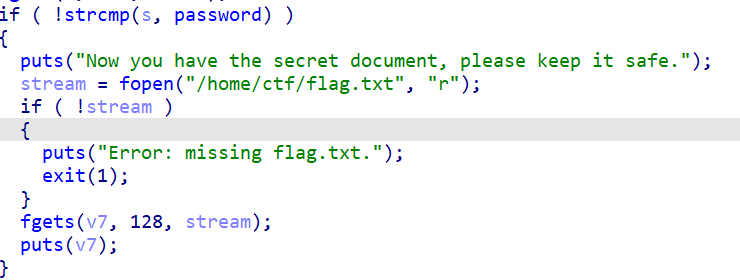 if ( !strcmp(s, password) )
{
  puts("Now you have the secret document, please keep it safe.");
  stream = fopen("/home/ctf/flag.txt", "r");
  if ( !stream )
  {
    puts("Error: missing flag.txt.");
    exit(1);
  }
  fgets(v7, 128, stream);
  puts(v7);
}